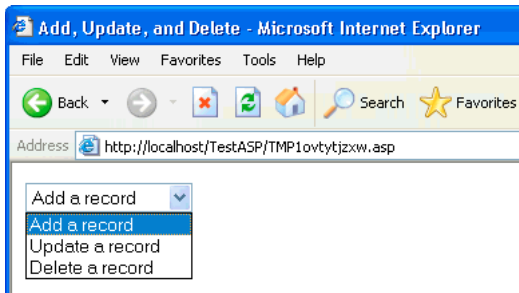 Add, Update, and Delete - Microsoft Internet Explorer
File Edit View Favorites Tools Help
Back Search Favorites
Address http://localhost/TestASP/TMP1ovtytjzxw.asp
Add a record
Add a record
Update a record
Delete a record